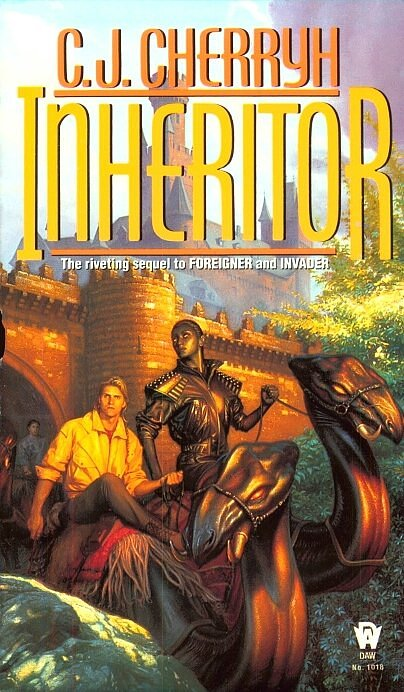 C.J. CHERRYH
INHERITOR
The riveting sequel to FOREIGNER and INVADER
DAW
No. 1018